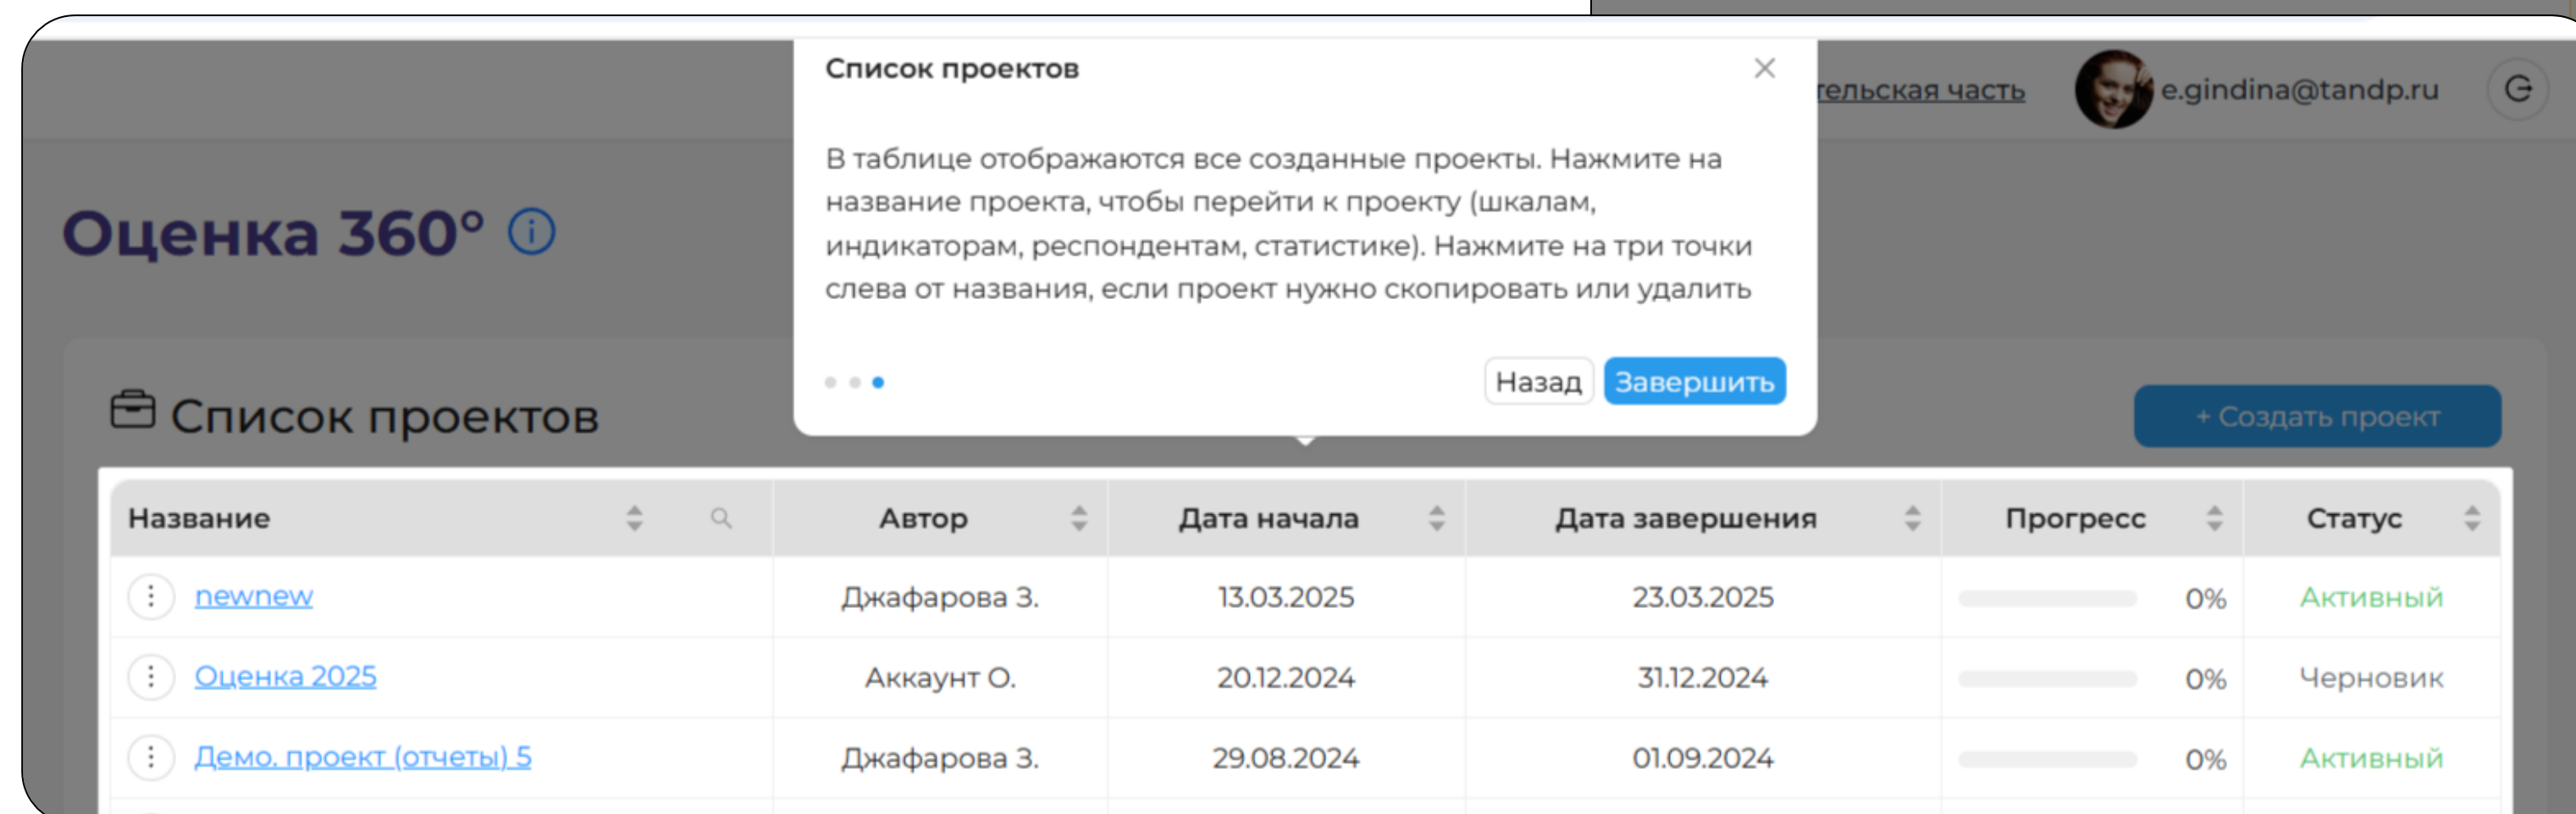 Список проектов
тельская часть
e.gindina@tandp.ru
В таблице отображаются все созданные проекты. Нажмите на
название проекта, чтобы перейти к проекту (шкалам,
индикаторам, респондентам, статистике). Нажмите на три точки
слева от названия, если проект нужно скопировать или удалить
Оценка 360°
Назад Завершить
Список проектов
+ Создать проект
Название Автор Дата начала Дата завершения Прогресс Статус
newnew Джафарова З. 13.03.2025 23.03.2025 0% Активный
Оценка 2025 Аккаунт О. 20.12.2024 31.12.2024 0% Черновик
Демо. проект (отчеты) 5 Джафарова З. 29.08.2024 01.09.2024 0% Активный